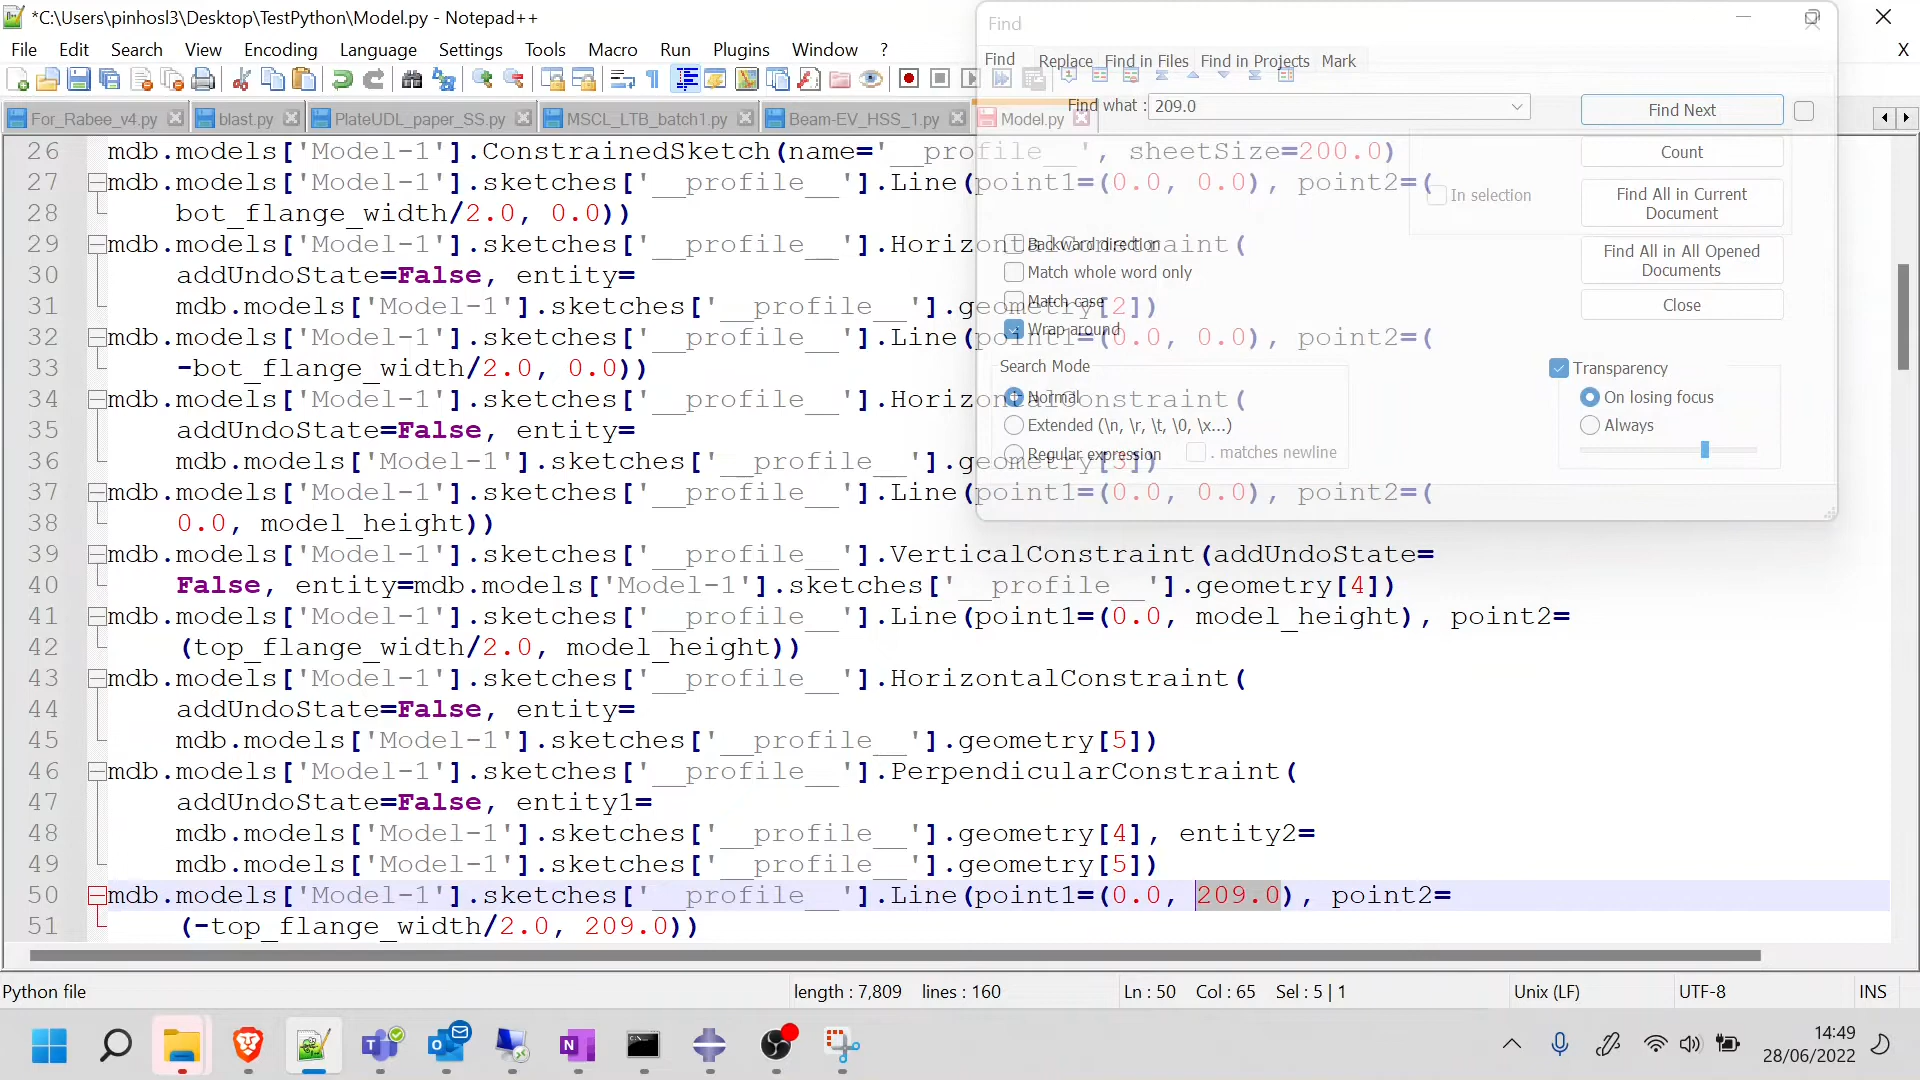 *C:\Users\pinhosl3\Desktop\TestPython\Model.py - Notepad++
File Edit Search View Encoding Language Settings Tools Macro Run Plugins Window ?
X
For_Rabee_v4.py blast.py PlateUDL_paper_SS.py MSCL_LTB_batch1.py Beam-EV_HSS_1.py Model.py
Find
Find Replace Find in Files Find in Projects Mark
Find what : 209.0
Find Next
Count
In selection
Find All in Current
Document
Find All in All Opened
Documents
Close
Backward direction
Match whole word only
Match case
Wrap around
Search Mode
Normal
Extended (\n, \r, \t, \0, \x...)
Regular expression . matches newline
Transparency
On losing focus
Always
26 mdb.models['Model-1'].ConstrainedSketch(name='__profile__', sheetSize=200.0)
27 mdb.models['Model-1'].sketches['__profile__'].Line(point1=(0.0, 0.0), point2=(
28 bot_flange_width/2.0, 0.0))
29 mdb.models['Model-1'].sketches['__profile__'].HorizontalConstraint(
30 addUndoState=False, entity=
31 mdb.models['Model-1'].sketches['__profile__'].geometry[2])
32 mdb.models['Model-1'].sketches['__profile__'].Line(point1=(0.0, 0.0), point2=(
33 -bot_flange_width/2.0, 0.0))
34 mdb.models['Model-1'].sketches['__profile__'].HorizontalConstraint(
35 addUndoState=False, entity=
36 mdb.models['Model-1'].sketches['__profile__'].geometry[3])
37 mdb.models['Model-1'].sketches['__profile__'].Line(point1=(0.0, 0.0), point2=(
38 0.0, model_height))
39 mdb.models['Model-1'].sketches['__profile__'].VerticalConstraint(addUndoState=
40 False, entity=mdb.models['Model-1'].sketches['__profile__'].geometry[4])
41 mdb.models['Model-1'].sketches['__profile__'].Line(point1=(0.0, model_height), point2=
42 (top_flange_width/2.0, model_height))
43 mdb.models['Model-1'].sketches['__profile__'].HorizontalConstraint(
44 addUndoState=False, entity=
45 mdb.models['Model-1'].sketches['__profile__'].geometry[5])
46 mdb.models['Model-1'].sketches['__profile__'].PerpendicularConstraint(
47 addUndoState=False, entity1=
48 mdb.models['Model-1'].sketches['__profile__'].geometry[4], entity2=
49 mdb.models['Model-1'].sketches['__profile__'].geometry[5])
50 mdb.models['Model-1'].sketches['__profile__'].Line(point1=(0.0, 209.0), point2=
51 (-top_flange_width/2.0, 209.0))
Python file length : 7,809 lines : 160 Ln : 50 Col : 65 Sel : 5 | 1 Unix (LF) UTF-8 INS
14:49
28/06/2022